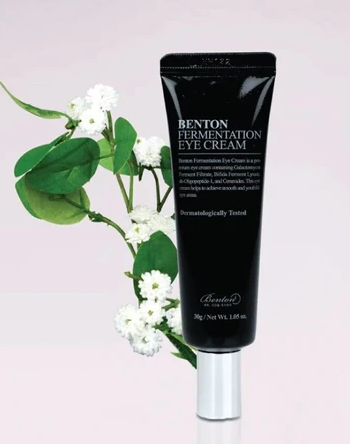 BENTON
FERMENTATION
EYE CREAM
Benton Fermentation Eye Cream is a pre-
mium eye cream containing Galactomyces
Ferment Filtrate, Bifida Ferment Lysate
& Oligopeptide-1, and Ceramides. This eye
cream helps to achieve smooth and youthful
eye areas.
Dermatologically Tested
Benton
30g / Net Wt. 1.05 oz.